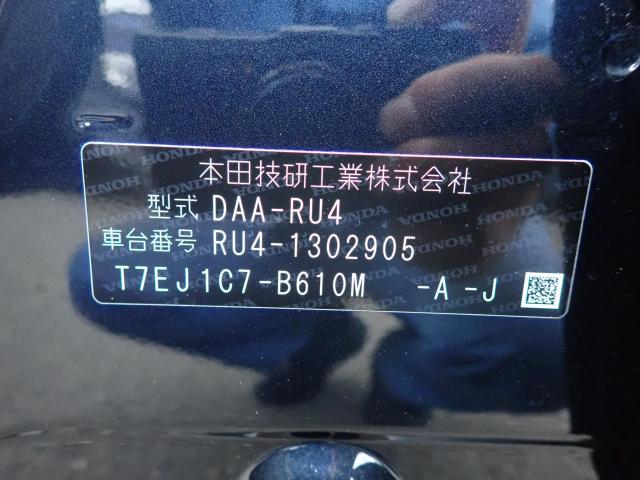 本田技研工業株式会社
型式 DAA-RU4
車台番号 RU4-1302905
T7EJ1C7-B610M -A -J